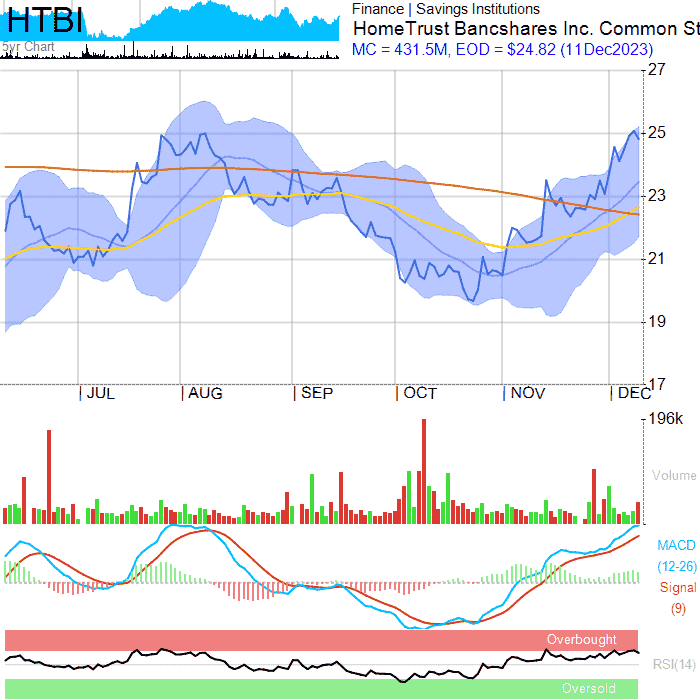 HTBI
5yr Chart
Finance | Savings Institutions
HomeTrust Bancshares Inc. Common St
MC = 431.5M, EOD = $24.82 (11Dec2023)
27
25
23
21
19
17
| JUL | AUG | SEP | OCT | NOV | DEC
196k
Volume
MACD
(12-26)
Signal
(9)
Overbought
RSI(14)
Oversold